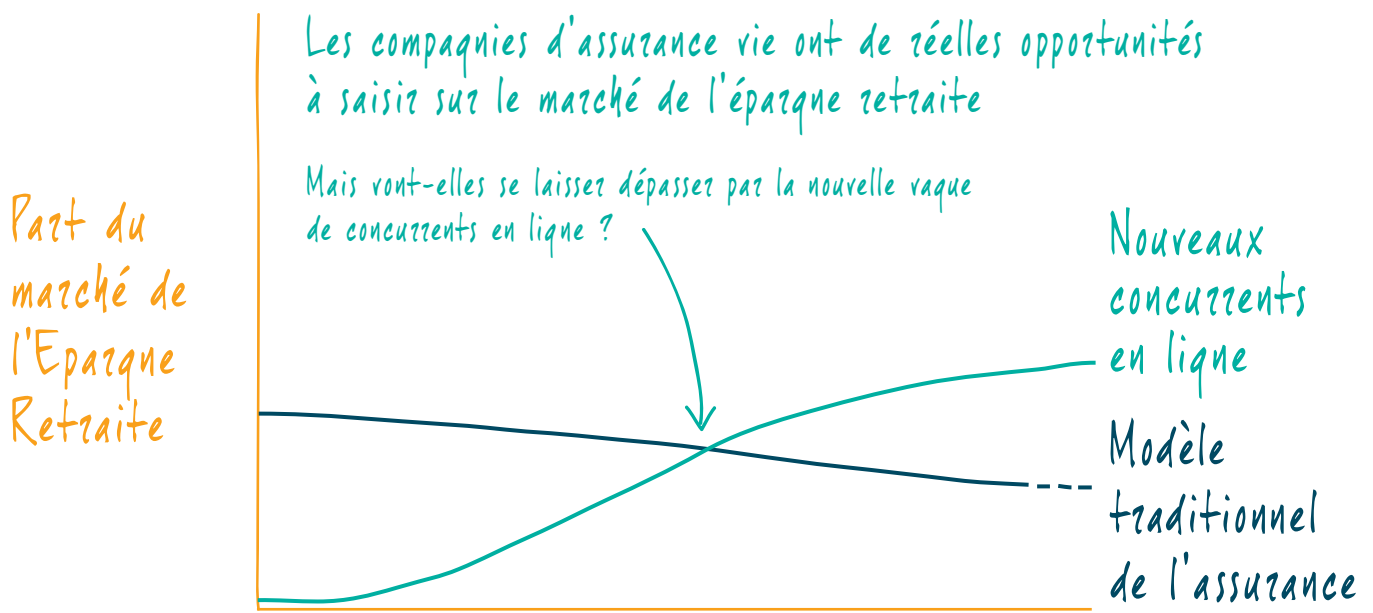 Les compagnies d'assurance vie ont de réelles opportunités
à saisir sur le marché de l'épargne retraite
Mais vont-elles se laisser dépasser par la nouvelle vague
de concurrents en ligne ?
Part du
marché de
l'Epargne
Retraite
Nouveaux
concurrents
en ligne
Modèle
traditionnel
de l'assurance